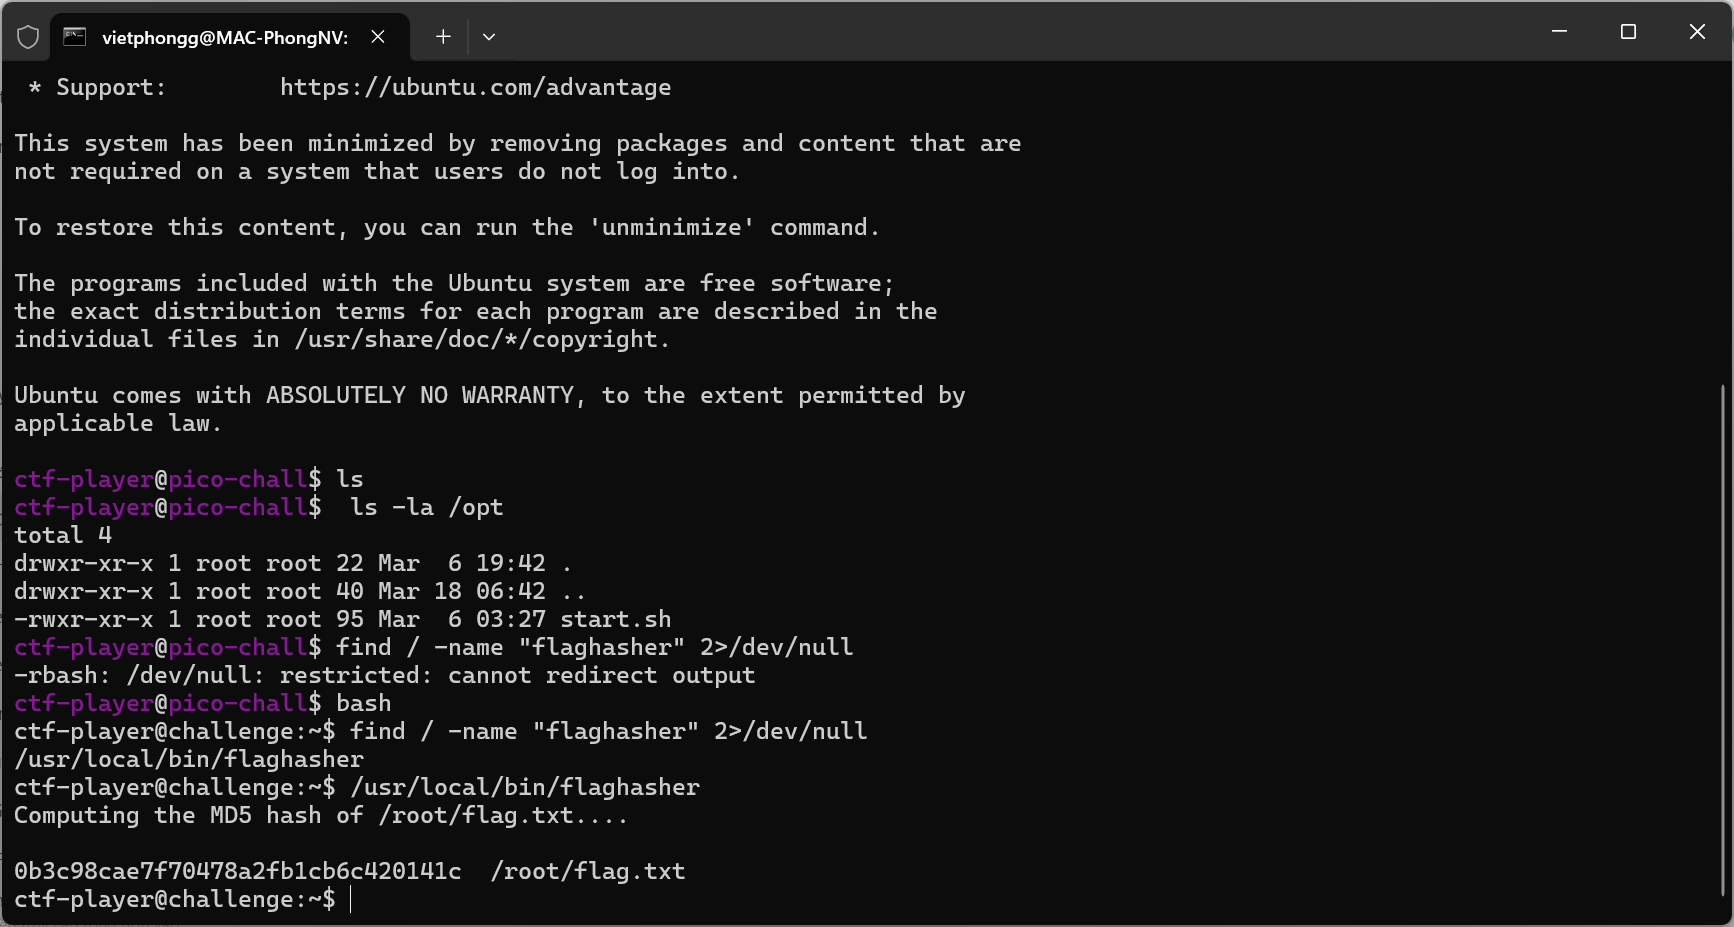 vietphongg@MAC-PhongNV:
 * Support:        https://ubuntu.com/advantage
This system has been minimized by removing packages and content that are
not required on a system that users do not log into.
To restore this content, you can run the 'unminimize' command.
The programs included with the Ubuntu system are free software;
the exact distribution terms for each program are described in the
individual files in /usr/share/doc/*/copyright.
Ubuntu comes with ABSOLUTELY NO WARRANTY, to the extent permitted by
applicable law.
ctf-player@pico-chall$ ls
ctf-player@pico-chall$  ls -la /opt
total 4
drwxr-xr-x 1 root root 22 Mar  6 19:42 .
drwxr-xr-x 1 root root 40 Mar 18 06:42 ..
-rwxr-xr-x 1 root root 95 Mar  6 03:27 start.sh
ctf-player@pico-chall$ find / -name "flaghasher" 2>/dev/null
-rbash: /dev/null: restricted: cannot redirect output
ctf-player@pico-chall$ bash
ctf-player@challenge:~$ find / -name "flaghasher" 2>/dev/null
/usr/local/bin/flaghasher
ctf-player@challenge:~$ /usr/local/bin/flaghasher
Computing the MD5 hash of /root/flag.txt....
0b3c98cae7f70478a2fb1cb6c420141c  /root/flag.txt
ctf-player@challenge:~$